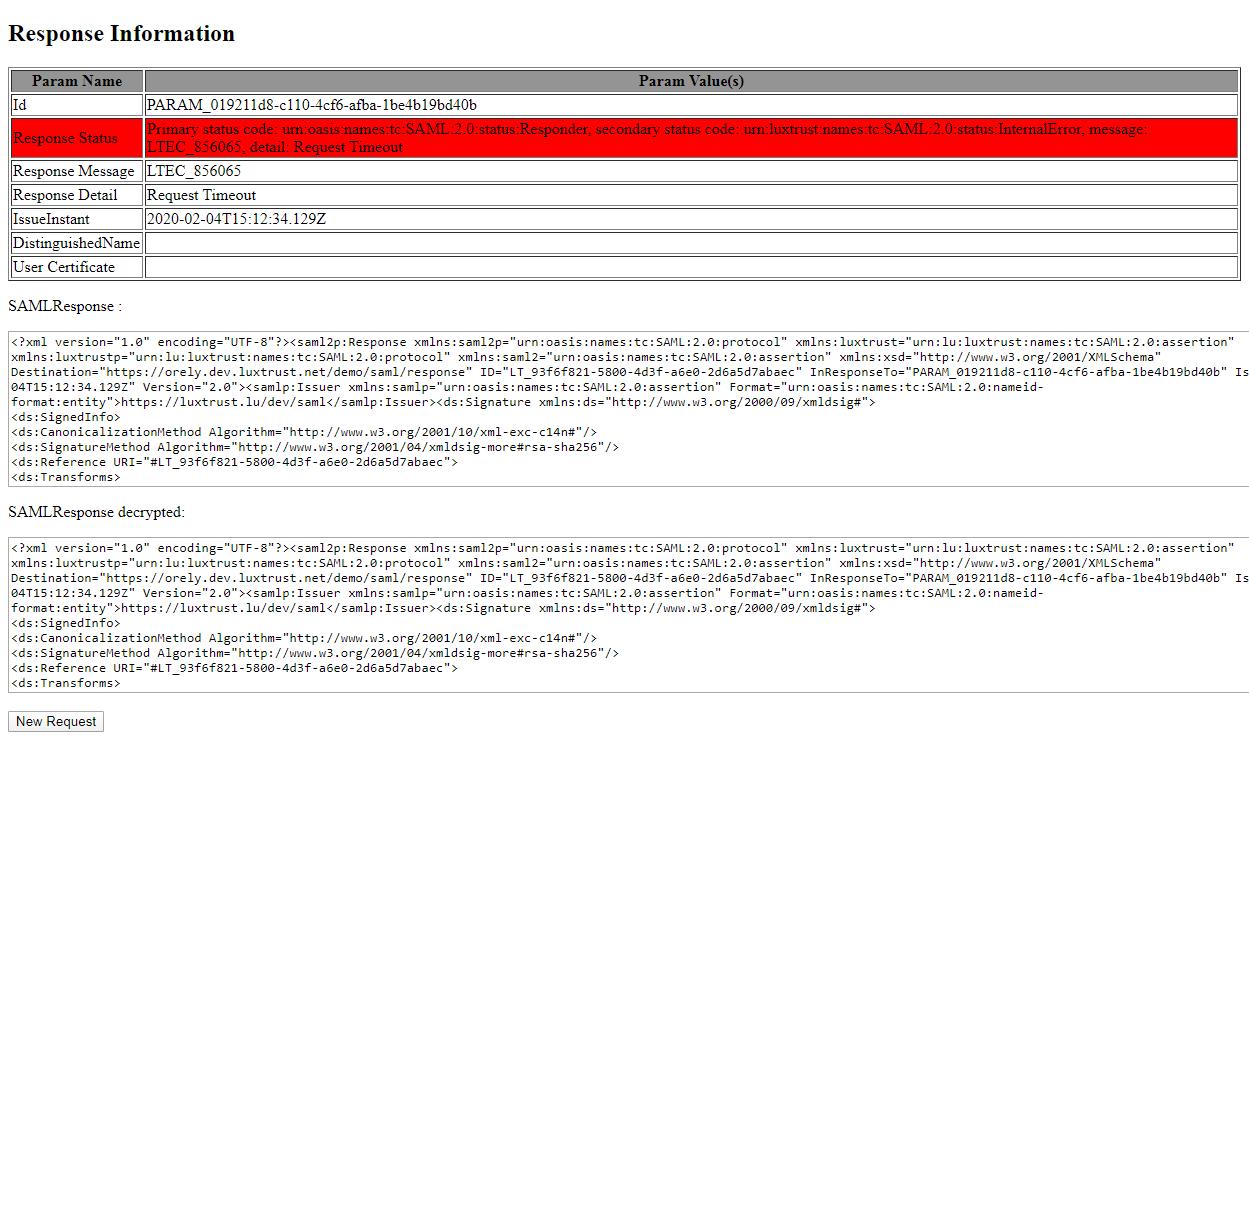 Response Information
Param Name Param Value(s)
Id PARAM_019211d8-c110-4cf6-afba-1be4b19bd40b
Response Status Primary status code: urn:oasis:names:tc:SAML:2.0:status:Responder, secondary status code: urn:luxtrust:names:tc:SAML:2.0:status:InternalError, message:
LTEC_856065, detail: Request Timeout
Response Message LTEC_856065
Response Detail Request Timeout
IssueInstant 2020-02-04T15:12:34.129Z
DistinguishedName
User Certificate
SAMLResponse :
<?xml version="1.0" encoding="UTF-8"?><saml2p:Response xmlns:saml2p="urn:oasis:names:tc:SAML:2.0:protocol" xmlns:luxtrust="urn:lu:luxtrust:names:tc:SAML:2.0:assertion"
xmlns:luxtrustp="urn:lu:luxtrust:names:tc:SAML:2.0:protocol" xmlns:saml2="urn:oasis:names:tc:SAML:2.0:assertion" xmlns:xsd="http://www.w3.org/2001/XMLSchema"
Destination="https://orely.dev.luxtrust.net/demo/saml/response" ID="LT_93f6f821-5800-4d3f-a6e0-2d6a5d7abaec" InResponseTo="PARAM_019211d8-c110-4cf6-afba-1be4b19bd40b" Is
04T15:12:34.129Z" Version="2.0"><samlp:Issuer xmlns:samlp="urn:oasis:names:tc:SAML:2.0:assertion" Format="urn:oasis:names:tc:SAML:2.0:nameid-
format:entity">https://luxtrust.lu/dev/saml</samlp:Issuer><ds:Signature xmlns:ds="http://www.w3.org/2000/09/xmldsig#">
<ds:SignedInfo>
<ds:CanonicalizationMethod Algorithm="http://www.w3.org/2001/10/xml-exc-c14n#"/>
<ds:SignatureMethod Algorithm="http://www.w3.org/2001/04/xmldsig-more#rsa-sha256"/>
<ds:Reference URI="#LT_93f6f821-5800-4d3f-a6e0-2d6a5d7abaec">
<ds:Transforms>
SAMLResponse decrypted:
<?xml version="1.0" encoding="UTF-8"?><saml2p:Response xmlns:saml2p="urn:oasis:names:tc:SAML:2.0:protocol" xmlns:luxtrust="urn:lu:luxtrust:names:tc:SAML:2.0:assertion"
xmlns:luxtrustp="urn:lu:luxtrust:names:tc:SAML:2.0:protocol" xmlns:saml2="urn:oasis:names:tc:SAML:2.0:assertion" xmlns:xsd="http://www.w3.org/2001/XMLSchema"
Destination="https://orely.dev.luxtrust.net/demo/saml/response" ID="LT_93f6f821-5800-4d3f-a6e0-2d6a5d7abaec" InResponseTo="PARAM_019211d8-c110-4cf6-afba-1be4b19bd40b" Is
04T15:12:34.129Z" Version="2.0"><samlp:Issuer xmlns:samlp="urn:oasis:names:tc:SAML:2.0:assertion" Format="urn:oasis:names:tc:SAML:2.0:nameid-
format:entity">https://luxtrust.lu/dev/saml</samlp:Issuer><ds:Signature xmlns:ds="http://www.w3.org/2000/09/xmldsig#">
<ds:SignedInfo>
<ds:CanonicalizationMethod Algorithm="http://www.w3.org/2001/10/xml-exc-c14n#"/>
<ds:SignatureMethod Algorithm="http://www.w3.org/2001/04/xmldsig-more#rsa-sha256"/>
<ds:Reference URI="#LT_93f6f821-5800-4d3f-a6e0-2d6a5d7abaec">
<ds:Transforms>
New Request